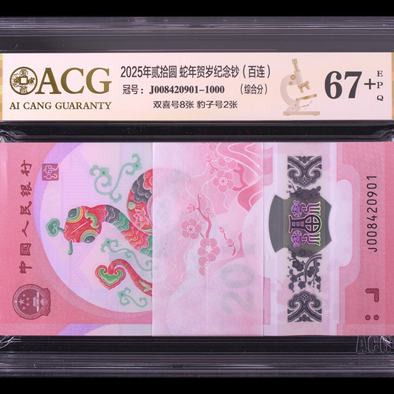 ACG
AI CANG GUARANTY
2025年贰拾圆 蛇年贺岁纪念钞（百连）
冠号：J008420901-1000 （综合分）
双喜号8张 豹子号2张
67+
EPQ
中国人民银行
20
J008420901
ACG